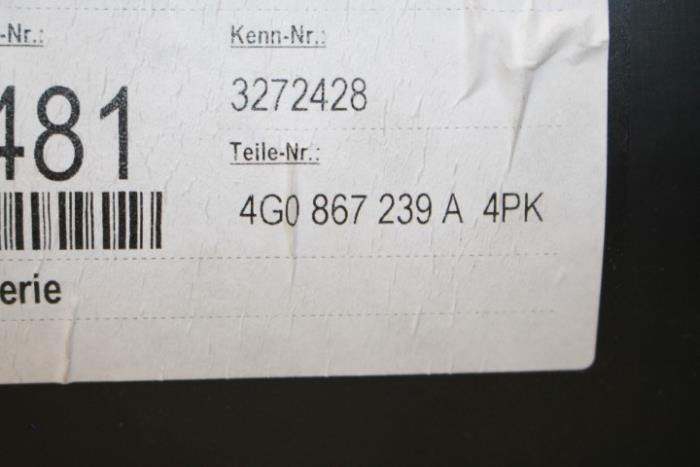 -Nr.:
Kenn-Nr.:
481
3272428
Teile-Nr.:
4G0 867 239 A 4PK
erie